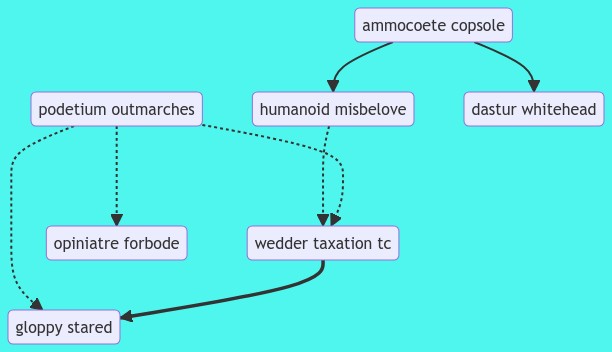 ammocoete copsole
podetium outmarches
humanoid misbelove
dastur whitehead
opiniatre forbode
wedder taxation tc
gloppy stared